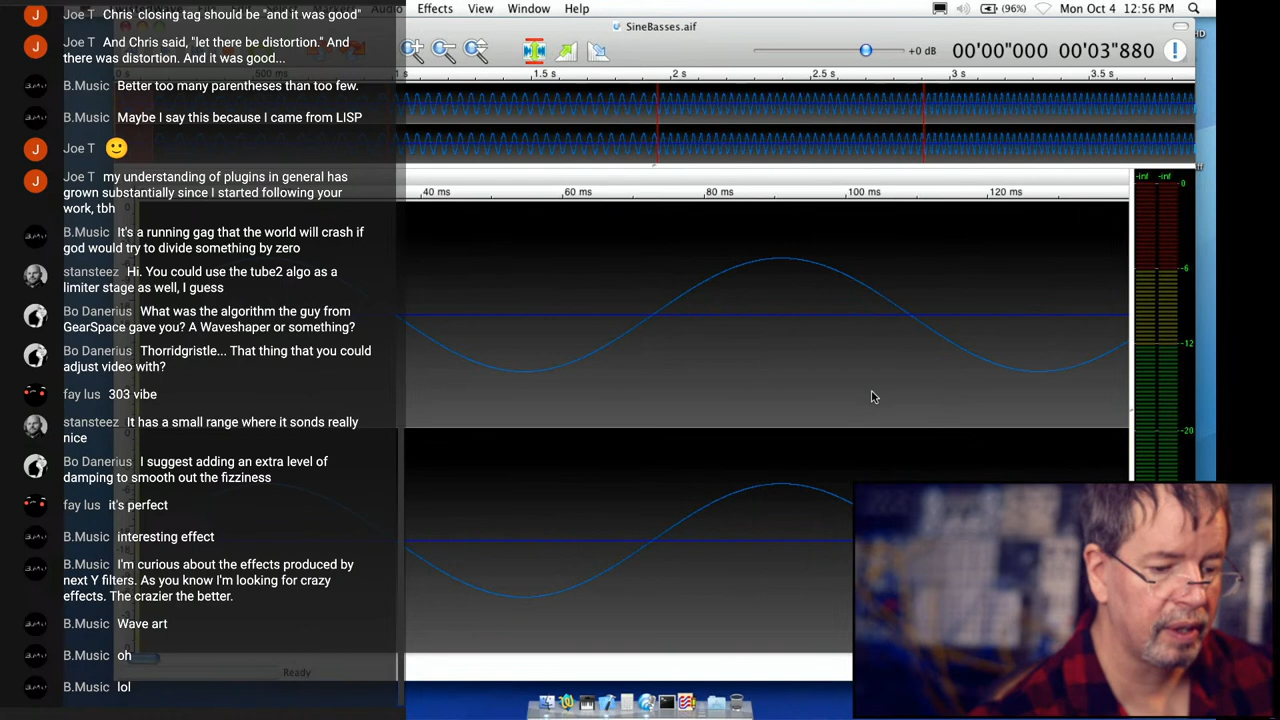 Effects View Window Help
(96%) Mon Oct 4 12:56 PM
SineBasses.aif
+0 dB 00'00"000 00'03"880
500 ms 1 s 1.5 s 2 s 2.5 s 3 s 3.5 s
40 ms 60 ms 80 ms 100 ms 120 ms
-inf -inf
0
-6
-12
-20
Joe T Chris' closing tag should be "and it was good"
Joe T And Chris said, "let there be distortion." And
there was distortion. And it was good...
B.Music Better too many parentheses than too few.
B.Music Maybe I say this because I came from LISP
Joe T 🙂
Joe T my understanding of plugins in general has
grown substantially since I started following your
work, tbh
B.Music It's a running gag that the world will crash if
god would try to divide something by zero
stansteez Hi. You could use the tube2 algo as a
limiter stage as well, I guess
Bo Danerius What was the algorithm the guy from
GearSpace gave you? A Waveshaper or something?
Bo Danerius Thorridgristle... That thing that you could
adjust video with?
fay lus 303 vibe
stansteez It has a small range where it sonds really
nice
Bo Danerius I suggest adding an extra level of
damping to smooth out the fizziness
fay lus it's perfect
B.Music interesting effect
B.Music I'm curious about the effects produced by
next Y filters. As you know I'm looking for crazy
effects. The crazier the better.
B.Music Wave art
B.Music oh
B.Music lol
Ready